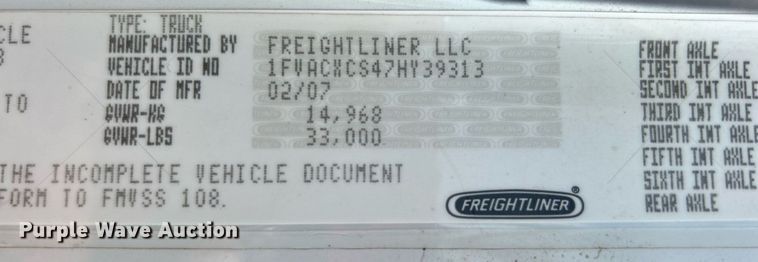 CLE
TYPE: TRUCK
MANUFACTURED BY FREIGHTLINER LLC
VEHICLE ID NO 1FVACXCS47HY39313
DATE OF MFR 02/07
TO
GVWR-KG 14,968
GVWR-LBS 33,000
THE INCOMPLETE VEHICLE DOCUMENT
FORM TO FMVSS 108.
FREIGHTLINER®
FRONT AXLE
FIRST INT AXLE
SECOND INT AXLE
THIRD INT AXLE
FOURTH INT AXLE
FIFTH INT AXLE
SIXTH INT AXLE
REAR AXLE
Purple Wave Auction